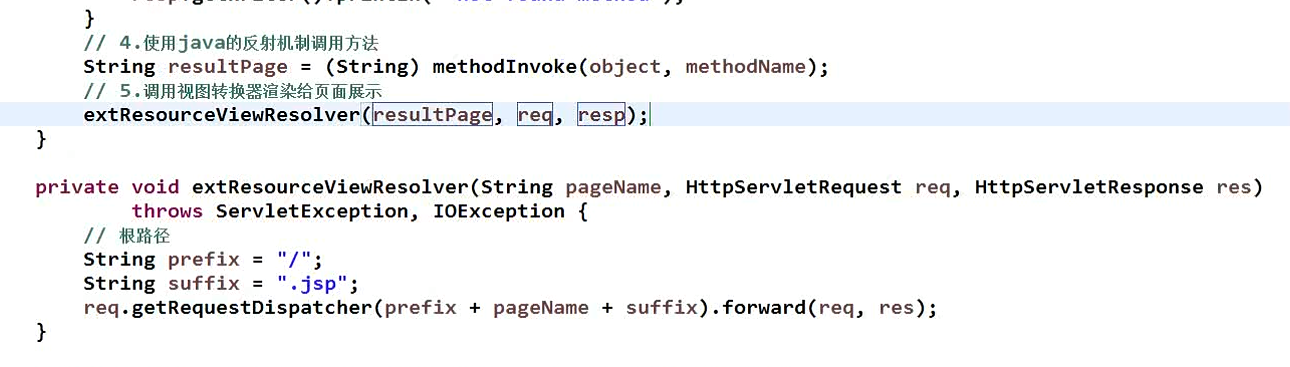 }
// 4.使用java的反射机制调用方法
String resultPage = (String) methodInvoke(object, methodName);
// 5.调用视图转换器渲染给页面展示
extResourceViewResolver(resultPage, req, resp);
}
private void extResourceViewResolver(String pageName, HttpServletRequest req, HttpServletResponse res)
throws ServletException, IOException {
// 根路径
String prefix = "/";
String suffix = ".jsp";
req.getRequestDispatcher(prefix + pageName + suffix).forward(req, res);
}